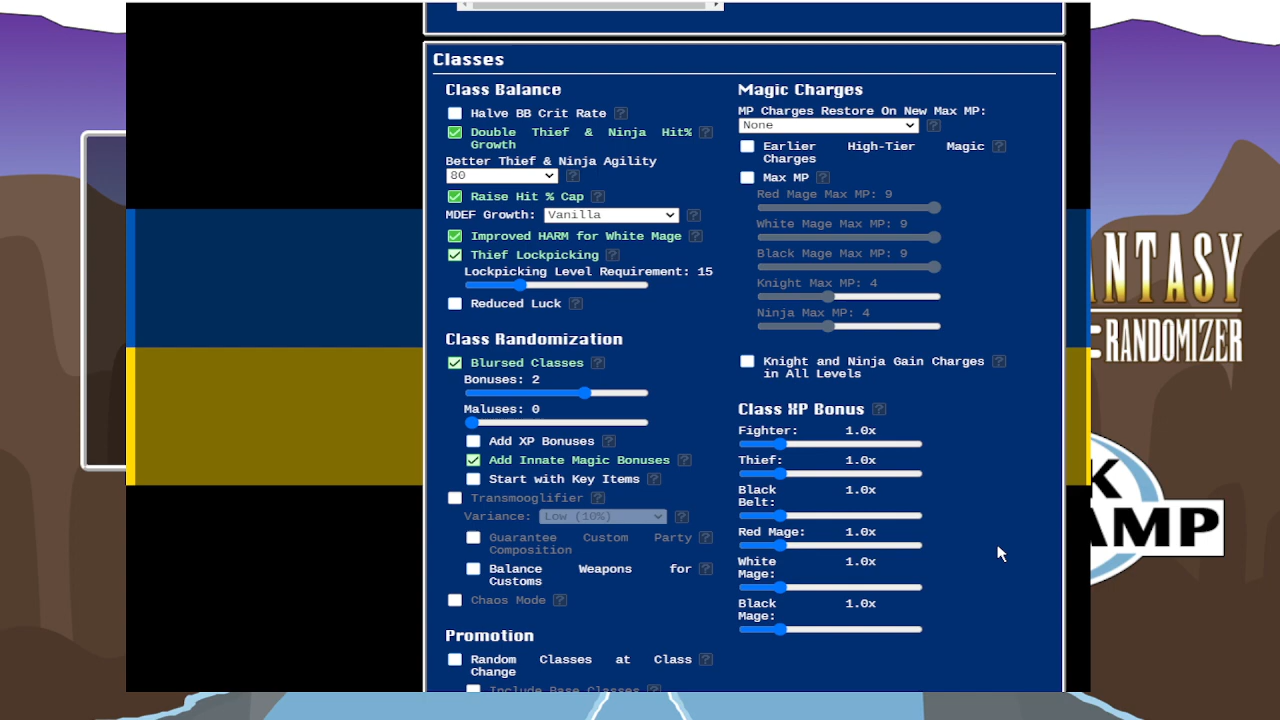 Classes
Class Balance
Halve BB Crit Rate ?
Double Thief & Ninja Hit% ?
Growth
Better Thief & Ninja Agility
80 ?
Raise Hit % Cap ?
MDEF Growth: Vanilla ?
Improved HARM for White Mage ?
Thief Lockpicking ?
Lockpicking Level Requirement: 15
Reduced Luck ?
Class Randomization
Blursed Classes ?
Bonuses: 2
Maluses: 0
Add XP Bonuses ?
Add Innate Magic Bonuses ?
Start with Key Items ?
Transmooglifier ?
Variance: Low (10%) ?
Guarantee Custom Party ?
Composition
Balance Weapons for ?
Customs
Chaos Mode ?
Promotion
Random Classes at Class ?
Change
Include Base Classes ?
Magic Charges
MP Charges Restore On New Max MP:
None ?
Earlier High-Tier Magic ?
Charges
Max MP ?
Red Mage Max MP: 9
White Mage Max MP: 9
Black Mage Max MP: 9
Knight Max MP: 4
Ninja Max MP: 4
Knight and Ninja Gain Charges ?
in All Levels
Class XP Bonus ?
Fighter: 1.0x
Thief: 1.0x
Black 1.0x
Belt:
Red Mage: 1.0x
White 1.0x
Mage:
Black 1.0x
Mage:
ANTASY
RANDOMIZER
K
AMP